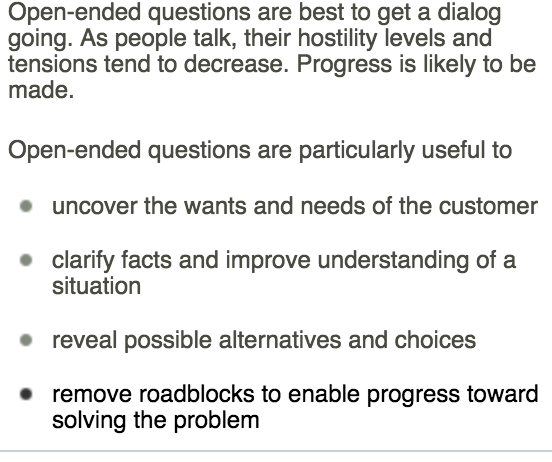 Open-ended questions are best to get a dialog
going. As people talk, their hostility levels and
tensions tend to decrease. Progress is likely to be
made.
Open-ended questions are particularly useful to
uncover the wants and needs of the customer
clarify facts and improve understanding of a
situation
reveal possible alternatives and choices
remove roadblocks to enable progress toward
solving the problem